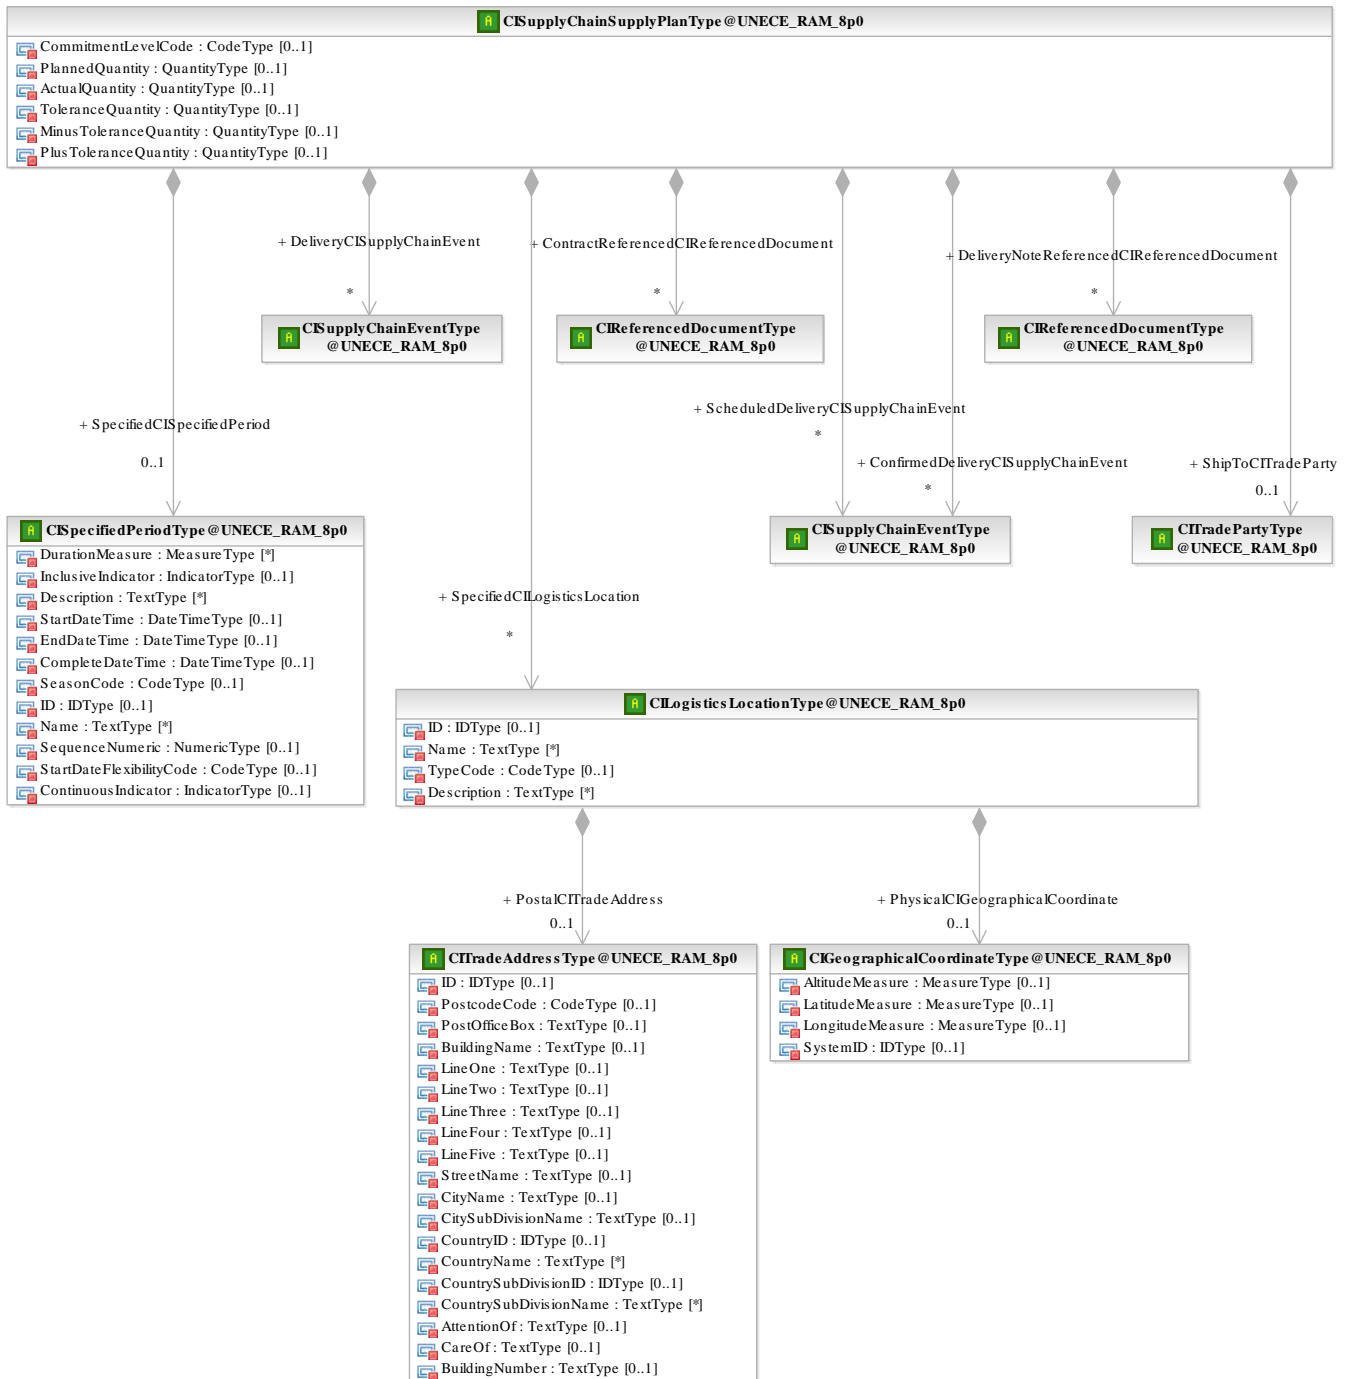 CISupplyChainSupplyPlanType@UNECE_RAM_8p0
CommitmentLevelCode : CodeType [0..1]
PlannedQuantity : QuantityType [0..1]
ActualQuantity : QuantityType [0..1]
ToleranceQuantity : QuantityType [0..1]
MinusToleranceQuantity : QuantityType [0..1]
PlusToleranceQuantity : QuantityType [0..1]
+ DeliveryCISupplyChainEvent
*
+ ContractReferencedCIReferencedDocument
*
+ DeliveryNoteReferencedCIReferencedDocument
*
CISupplyChainEventType
@UNECE_RAM_8p0
CIReferencedDocumentType
@UNECE_RAM_8p0
CIReferencedDocumentType
@UNECE_RAM_8p0
+ SpecifiedCISpecifiedPeriod
0..1
+ ScheduledDeliveryCISupplyChainEvent
*
+ ConfirmedDeliveryCISupplyChainEvent
*
+ ShipToCITradeParty
0..1
CISpecifiedPeriodType@UNECE_RAM_8p0
DurationMeasure : MeasureType [*]
InclusiveIndicator : IndicatorType [0..1]
Description : TextType [*]
StartDateTime : DateTimeType [0..1]
EndDateTime : DateTimeType [0..1]
CompleteDateTime : DateTimeType [0..1]
SeasonCode : CodeType [0..1]
ID : IDType [0..1]
Name : TextType [*]
SequenceNumeric : NumericType [0..1]
StartDateFlexibilityCode : CodeType [0..1]
ContinuousIndicator : IndicatorType [0..1]
CISupplyChainEventType
@UNECE_RAM_8p0
CITradePartyType
@UNECE_RAM_8p0
+ SpecifiedCILogisticsLocation
*
CILogisticsLocationType@UNECE_RAM_8p0
ID : IDType [0..1]
Name : TextType [*]
TypeCode : CodeType [0..1]
Description : TextType [*]
+ PostalCITradeAddress
0..1
+ PhysicalCIGeographicalCoordinate
0..1
CITradeAddressType@UNECE_RAM_8p0
ID : IDType [0..1]
PostcodeCode : CodeType [0..1]
PostOfficeBox : TextType [0..1]
BuildingName : TextType [0..1]
LineOne : TextType [0..1]
LineTwo : TextType [0..1]
LineThree : TextType [0..1]
LineFour : TextType [0..1]
LineFive : TextType [0..1]
StreetName : TextType [0..1]
CityName : TextType [0..1]
CitySubDivisionName : TextType [0..1]
CountryID : IDType [0..1]
CountryName : TextType [*]
CountrySubDivisionID : IDType [0..1]
CountrySubDivisionName : TextType [*]
AttentionOf : TextType [0..1]
CareOf : TextType [0..1]
BuildingNumber : TextType [0..1]
CIGeographicalCoordinateType@UNECE_RAM_8p0
AltitudeMeasure : MeasureType [0..1]
LatitudeMeasure : MeasureType [0..1]
LongitudeMeasure : MeasureType [0..1]
SystemID : IDType [0..1]